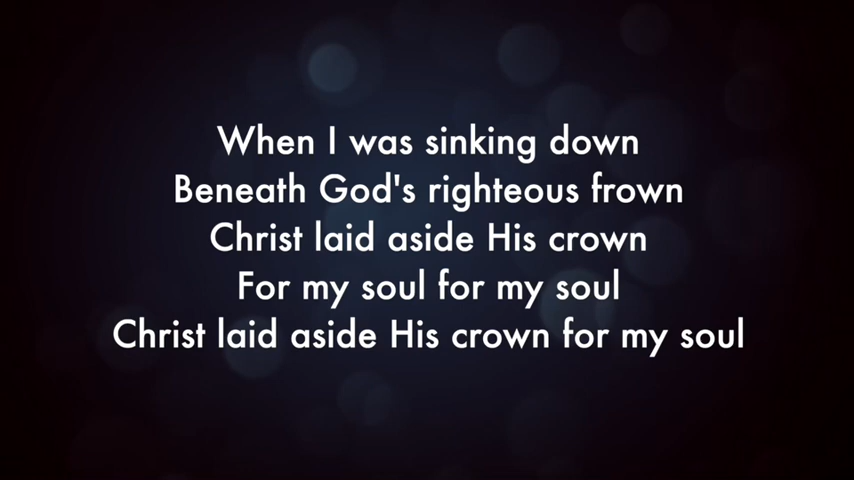 When I was sinking down
Beneath God's righteous frown
Christ laid aside His crown
For my soul for my soul
Christ laid aside His crown for my soul